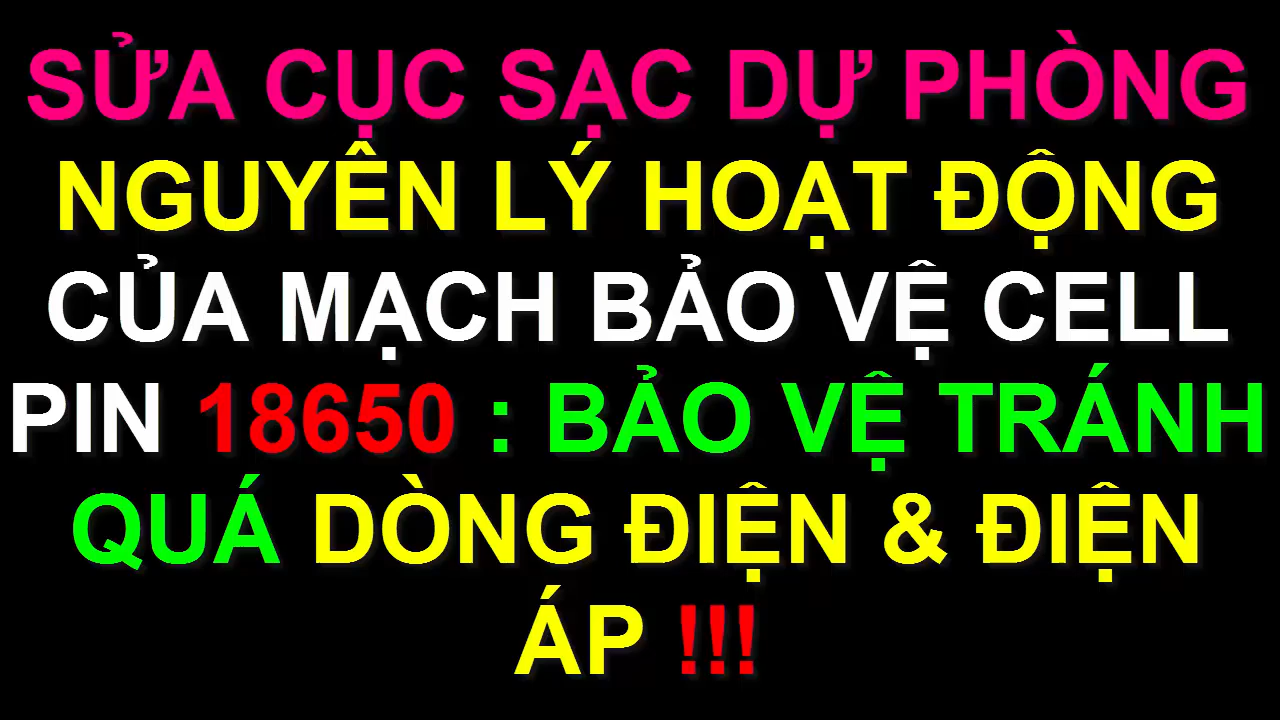 SỬA CỤC SẠC DỰ PHÒNG
NGUYÊN LÝ HOẠT ĐỘNG
CỦA MẠCH BẢO VỆ CELL
PIN 18650 : BẢO VỆ TRÁNH
QUÁ DÒNG ĐIỆN & ĐIỆN
ÁP !!!